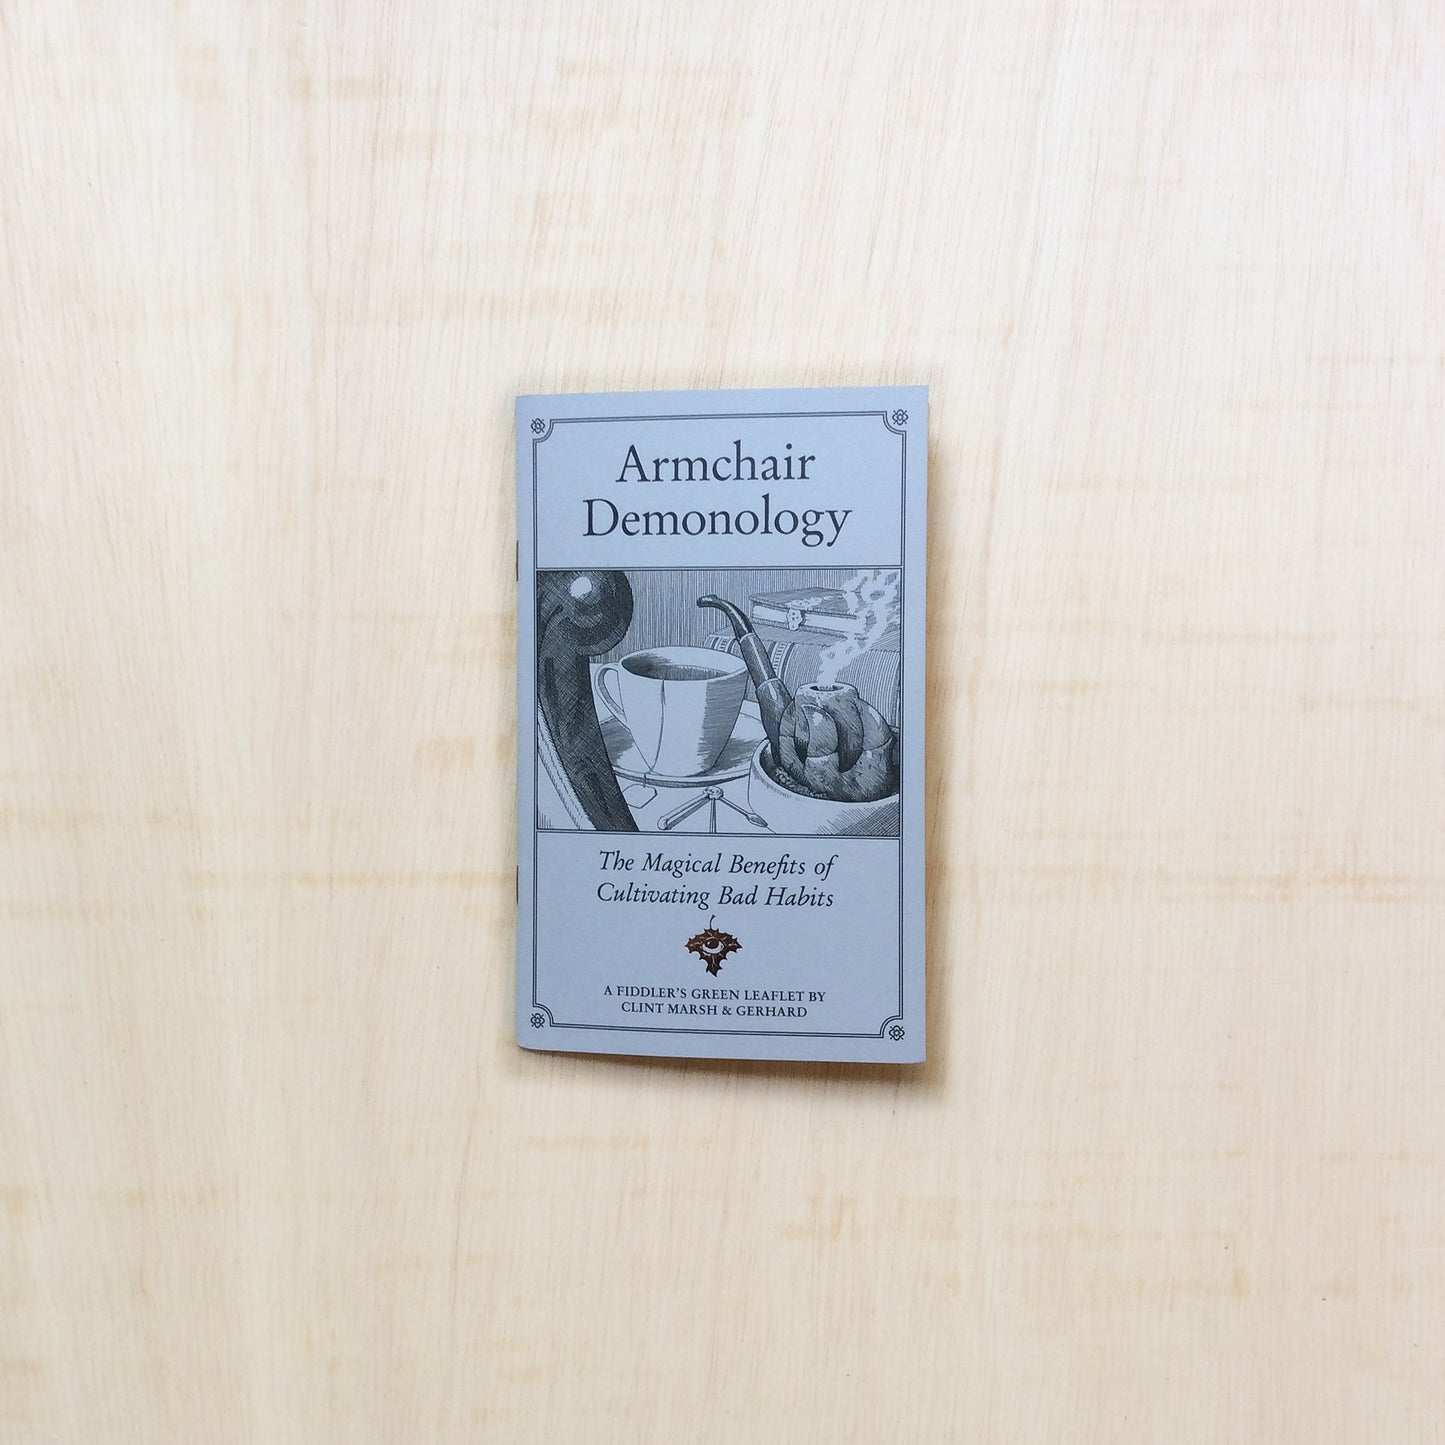 Armchair
Demonology
The Magical Benefits of
Cultivating Bad Habits
A FIDDLER'S GREEN LEAFLET BY
CLINT MARSH & GERHARD